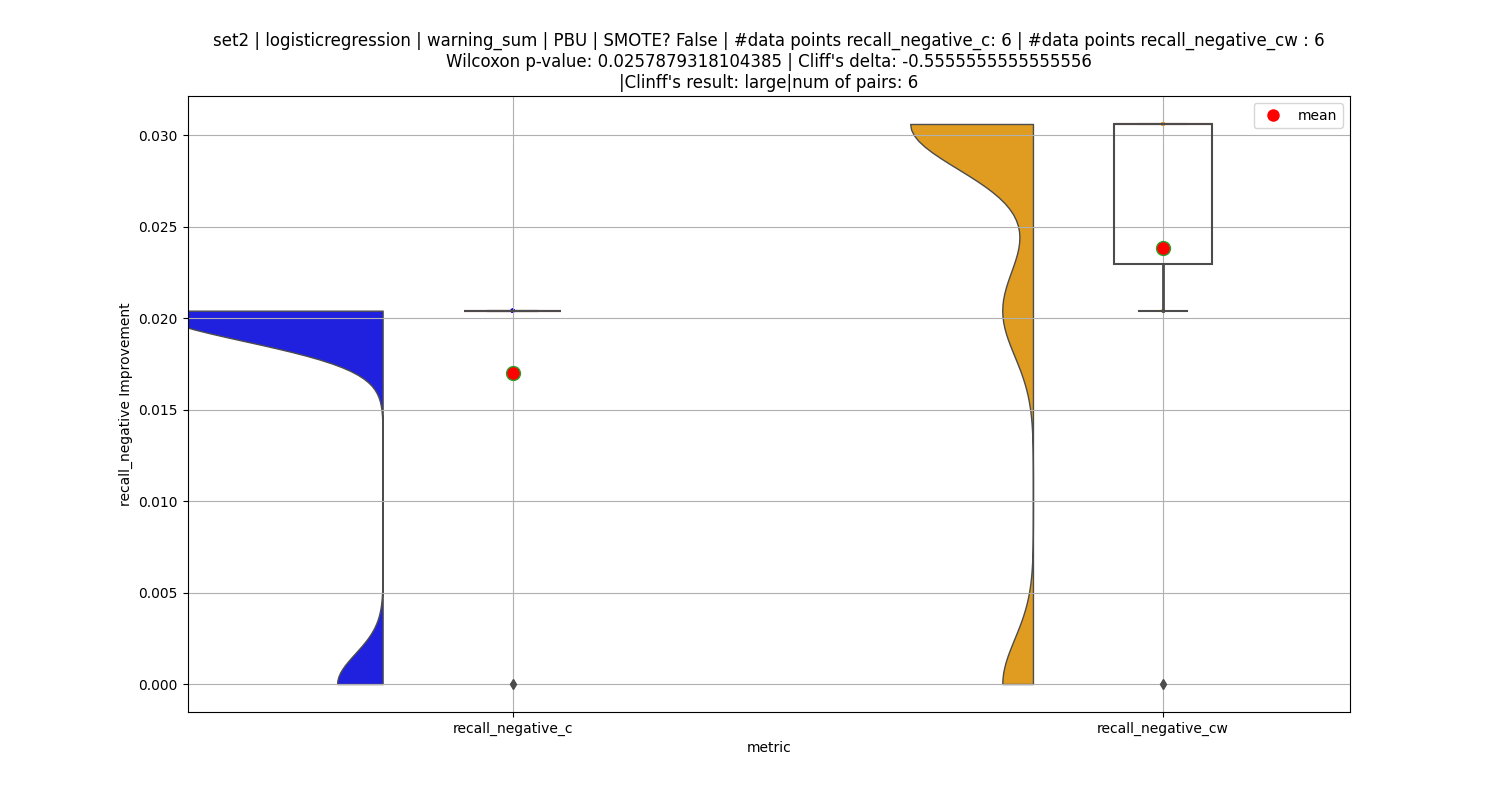 set2 | logisticregression | warning_sum | PBU | SMOTE? False | #data points recall_negative_c: 6 | #data points recall_negative_cw : 6
Wilcoxon p-value: 0.0257879318104385 | Cliff's delta: -0.5555555555555556
|Clinff's result: large|num of pairs: 6
mean
0.030
0.025
0.020
0.015
0.010
0.005
0.000
recall_negative Improvement
recall_negative_c
recall_negative_cw
metric